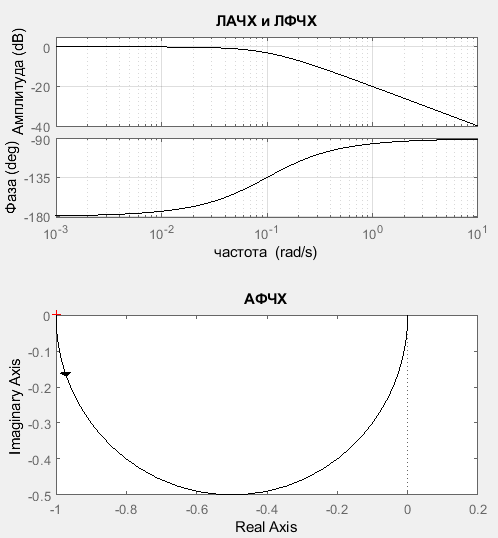 ЛАЧХ и ЛФЧХ
Амплитуда (dB)
0
-20
-40
Фаза (deg)
-90
-135
-180
10^-3 10^-2 10^-1 10^0 10^1
частота (rad/s)
АФЧХ
Imaginary Axis
0
-0.1
-0.2
-0.3
-0.4
-0.5
-1 -0.8 -0.6 -0.4 -0.2 0 0.2
Real Axis